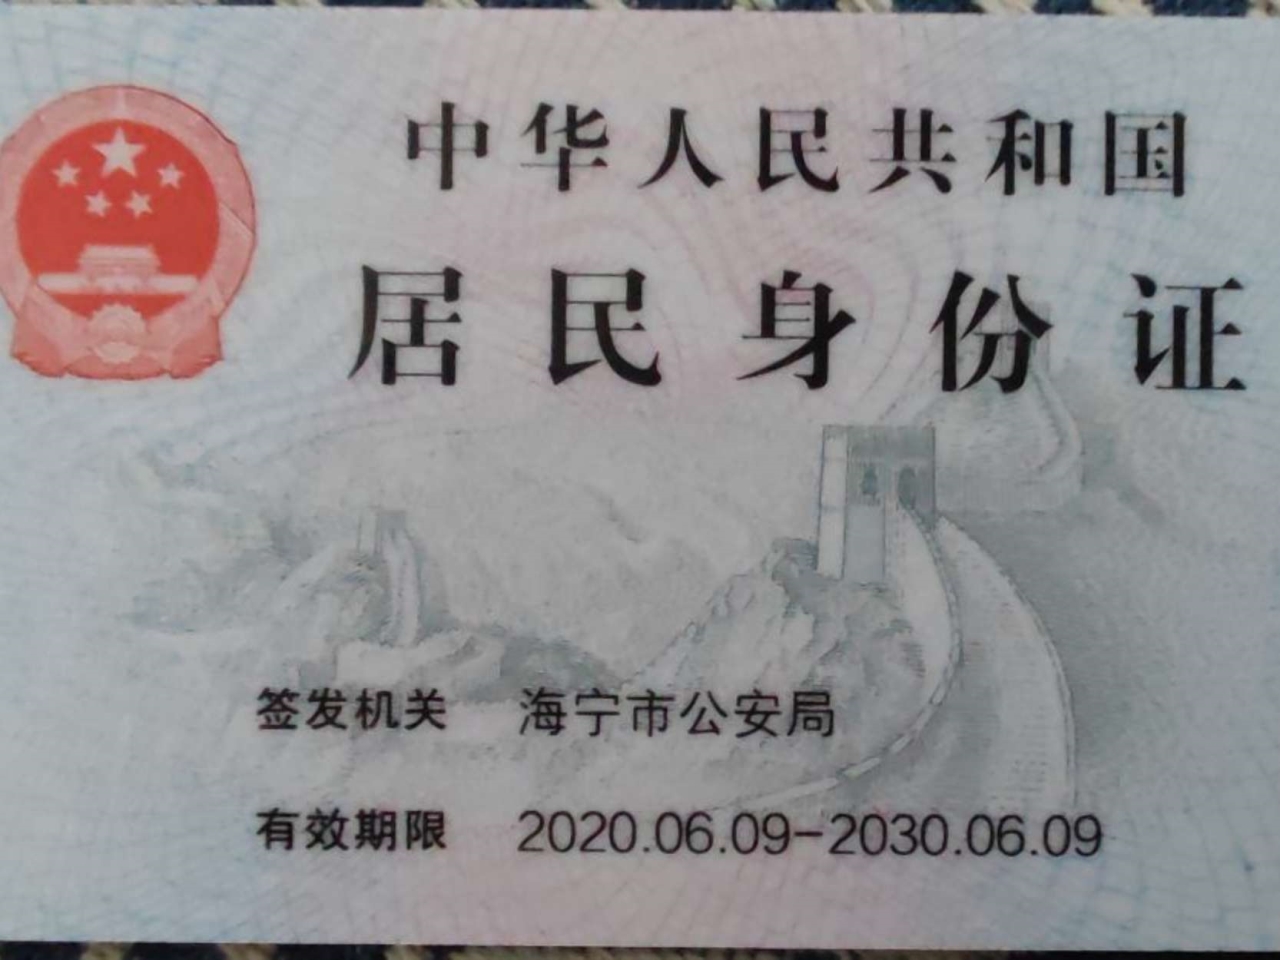 中华人民共和国
居民身份证
签发机关 海宁市公安局
有效期限 2020.06.09-2030.06.09